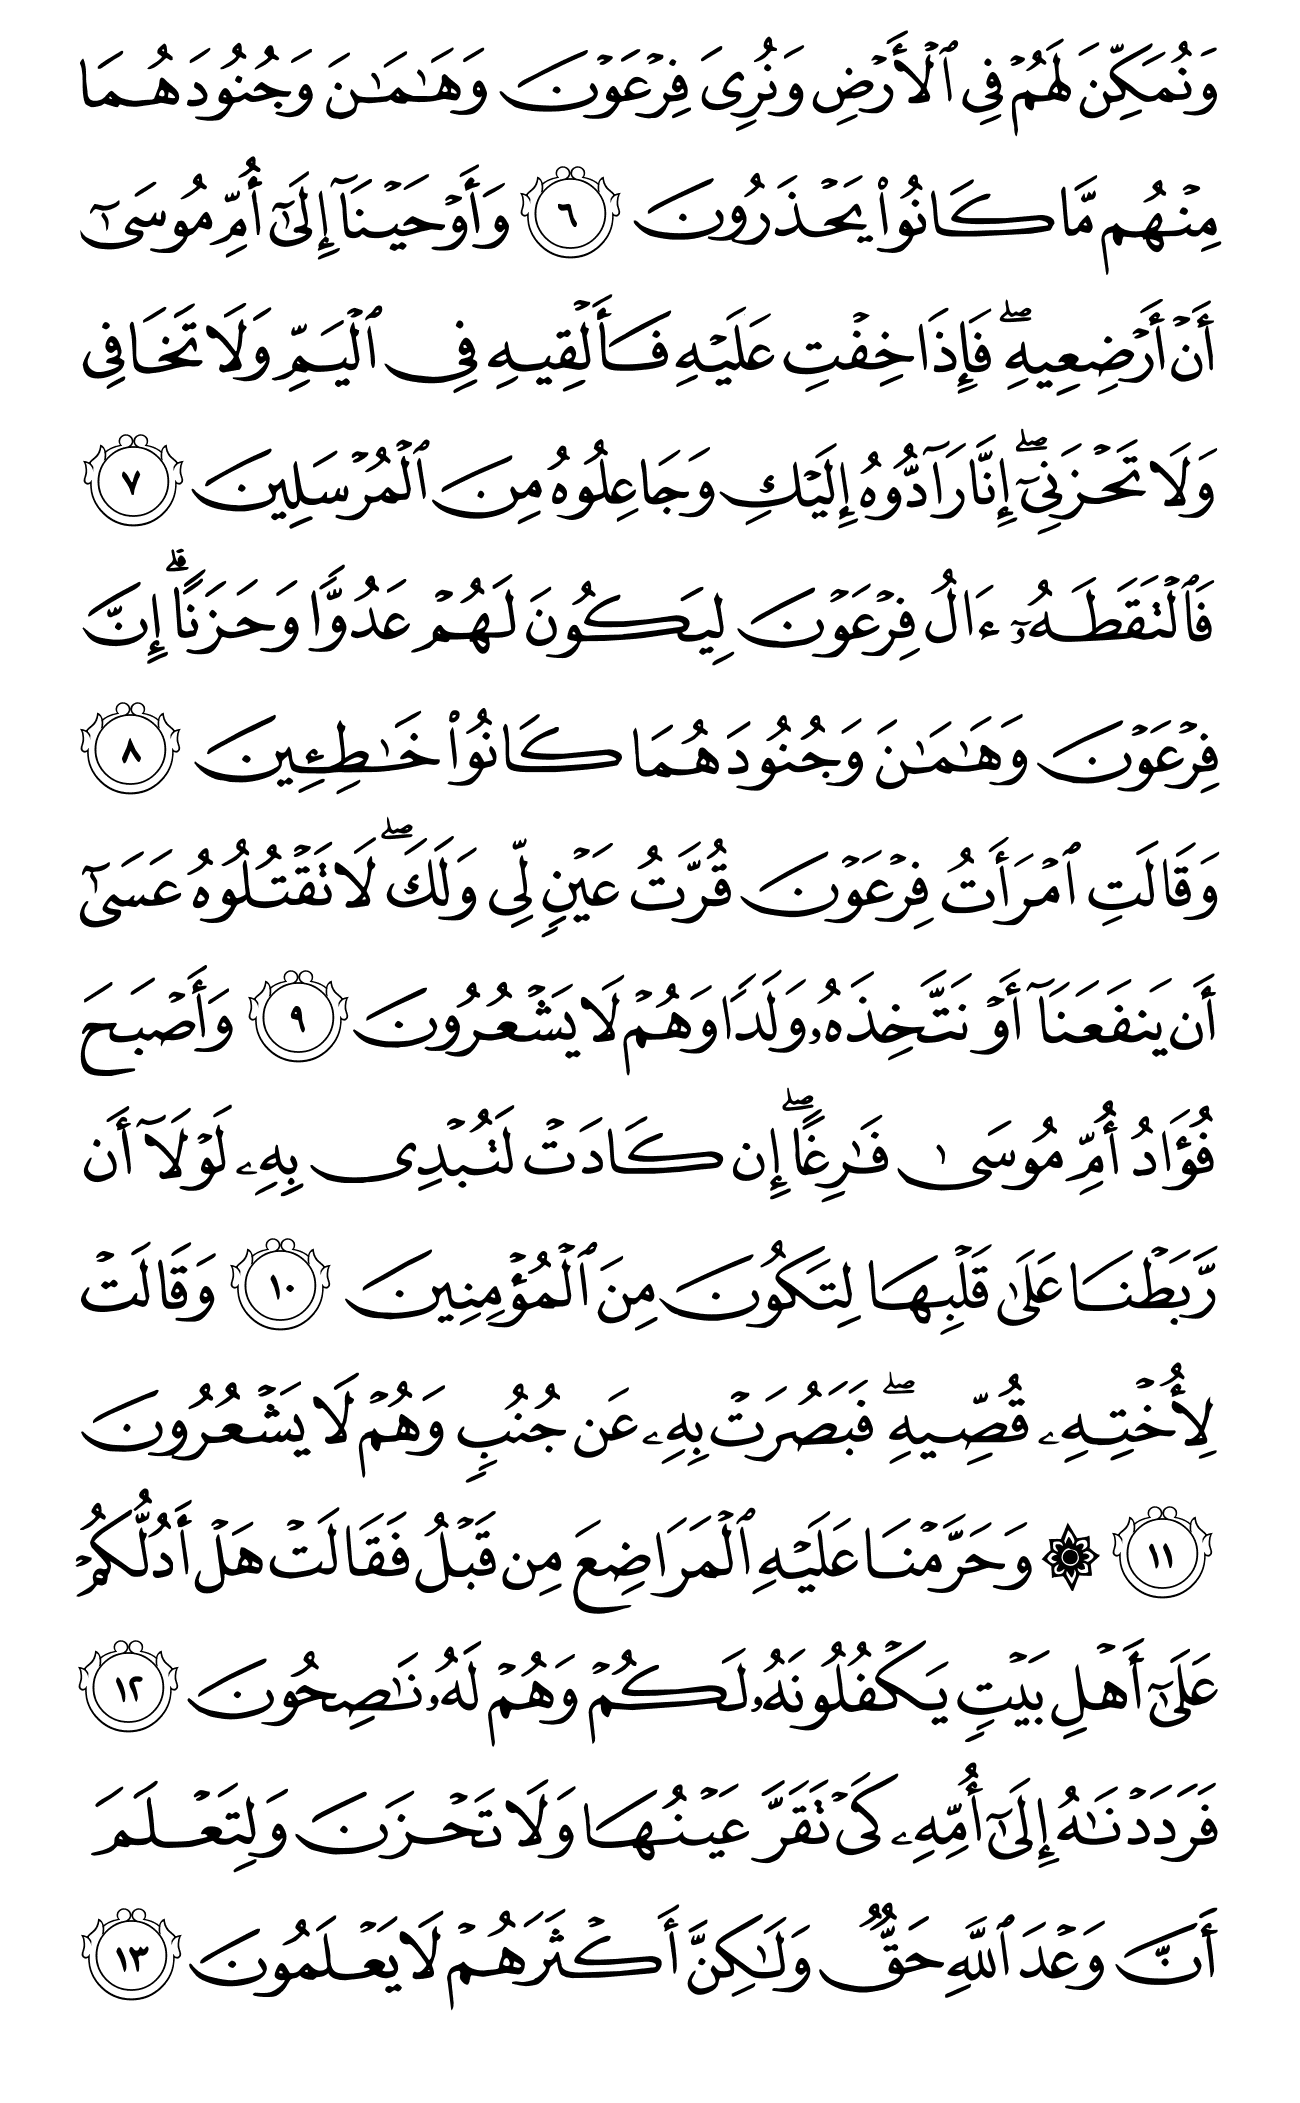 وَنُمَكِّنَ لَهُمْ فِي ٱلْأَرْضِ وَنُرِىَ فِرْعَوْنَ وَهَـٰمَـٰنَ وَجُنُودَهُمَا
مِنْهُم مَّا كَانُوا۟ يَحْذَرُونَ ٦ وَأَوْحَيْنَآ إِلَىٰٓ أُمِّ مُوسَىٰٓ
أَنْ أَرْضِعِيهِ ۖ فَإِذَا خِفْتِ عَلَيْهِ فَأَلْقِيهِ فِى ٱلْيَمِّ وَلَا تَخَافِى
وَلَا تَحْزَنِىٓ ۖ إِنَّا رَآدُّوهُ إِلَيْكِ وَجَاعِلُوهُ مِنَ ٱلْمُرْسَلِينَ ٧
فَٱلْتَقَطَهُۥٓ ءَالُ فِرْعَوْنَ لِيَكُونَ لَهُمْ عَدُوًّا وَحَزَنًا ۗ إِنَّ
فِرْعَوْنَ وَهَـٰمَـٰنَ وَجُنُودَهُمَا كَانُوا۟ خَـٰطِـِٔينَ ٨
وَقَالَتِ ٱمْرَأَتُ فِرْعَوْنَ قُرَّتُ عَيْنٍ لِّى وَلَكَ ۖ لَا تَقْتُلُوهُ عَسَىٰٓ
أَن يَنفَعَنَآ أَوْ نَتَّخِذَهُۥ وَلَدًا وَهُمْ لَا يَشْعُرُونَ ٩ وَأَصْبَحَ
فُؤَادُ أُمِّ مُوسَىٰ فَـٰرِغًا ۖ إِن كَادَتْ لَتُبْدِى بِهِۦ لَوْلَآ أَن
رَّبَطْنَا عَلَىٰ قَلْبِهَا لِتَكُونَ مِنَ ٱلْمُؤْمِنِينَ ١٠ وَقَالَتْ
لِأُخْتِهِۦ قُصِّيهِ ۖ فَبَصُرَتْ بِهِۦ عَن جُنُبٍ وَهُمْ لَا يَشْعُرُونَ
١١ ۞ وَحَرَّمْنَا عَلَيْهِ ٱلْمَرَاضِعَ مِن قَبْلُ فَقَالَتْ هَلْ أَدُلُّكُمْ
عَلَىٰٓ أَهْلِ بَيْتٍ يَكْفُلُونَهُۥ لَكُمْ وَهُمْ لَهُۥ نَـٰصِحُونَ ١٢
فَرَدَدْنَـٰهُ إِلَىٰٓ أُمِّهِۦ كَىْ تَقَرَّ عَيْنُهَا وَلَا تَحْزَنَ وَلِتَعْلَمَ
أَنَّ وَعْدَ ٱللَّهِ حَقٌّ وَلَـٰكِنَّ أَكْثَرَهُمْ لَا يَعْلَمُونَ ١٣